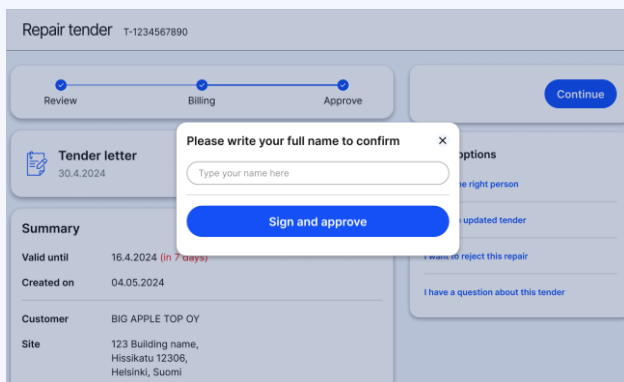 Repair tender T-1234567890
Review
Billing
Approve
Continue
Please write your full name to confirm
Type your name here
Sign and approve
Tender letter
30.4.2024
options
right person
updated tender
I want to reject this repair
I have a question about this tender
Summary
Valid until 16.4.2024 (in 7 days)
Created on 04.05.2024
Customer BIG APPLE TOP OY
Site 123 Building name,
Hissikatu 12306,
Helsinki, Suomi